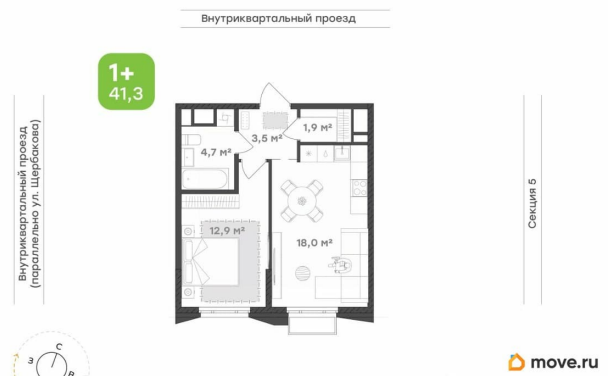 Внутриквартальный проезд
1+
41,3
Внутриквартальный проезд
(параллельно ул. Щербакова)
4,7 м²
3,5 м²
1,9 м²
12,9 м²
18,0 м²
Секция 5
С
З
В
move.ru